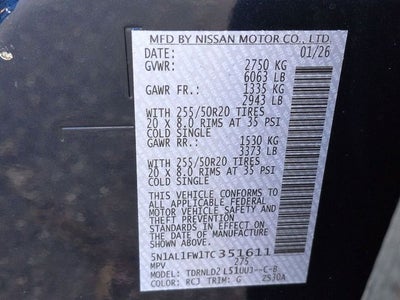 MFD BY NISSAN MOTOR CO., LTD.
DATE: 01/26
GVWR: 2750 KG
6063 LB
GAWR FR.: 1335 KG
2943 LB
WITH 255/50R20 TIRES
20 X 8.0 RIMS AT 35 PSI
COLD SINGLE
GAWR RR.: 1530 KG
3373 LB
WITH 255/50R20 TIRES
20 X 8.0 RIMS AT 35 PSI
COLD SINGLE
THIS VEHICLE CONFORMS TO
ALL APPLICABLE FEDERAL
MOTOR VEHICLE SAFETY AND
THEFT STANDARDS IN EFFECT
ON THE DATE OF MANUFACTURE
SHOWN ABOVE.
5N1AL1FW1TC351611
MPV 275
MODEL: TDRNLD2 L51UUJ--C-B
COLOR: RCJ TRIM: G Z530A